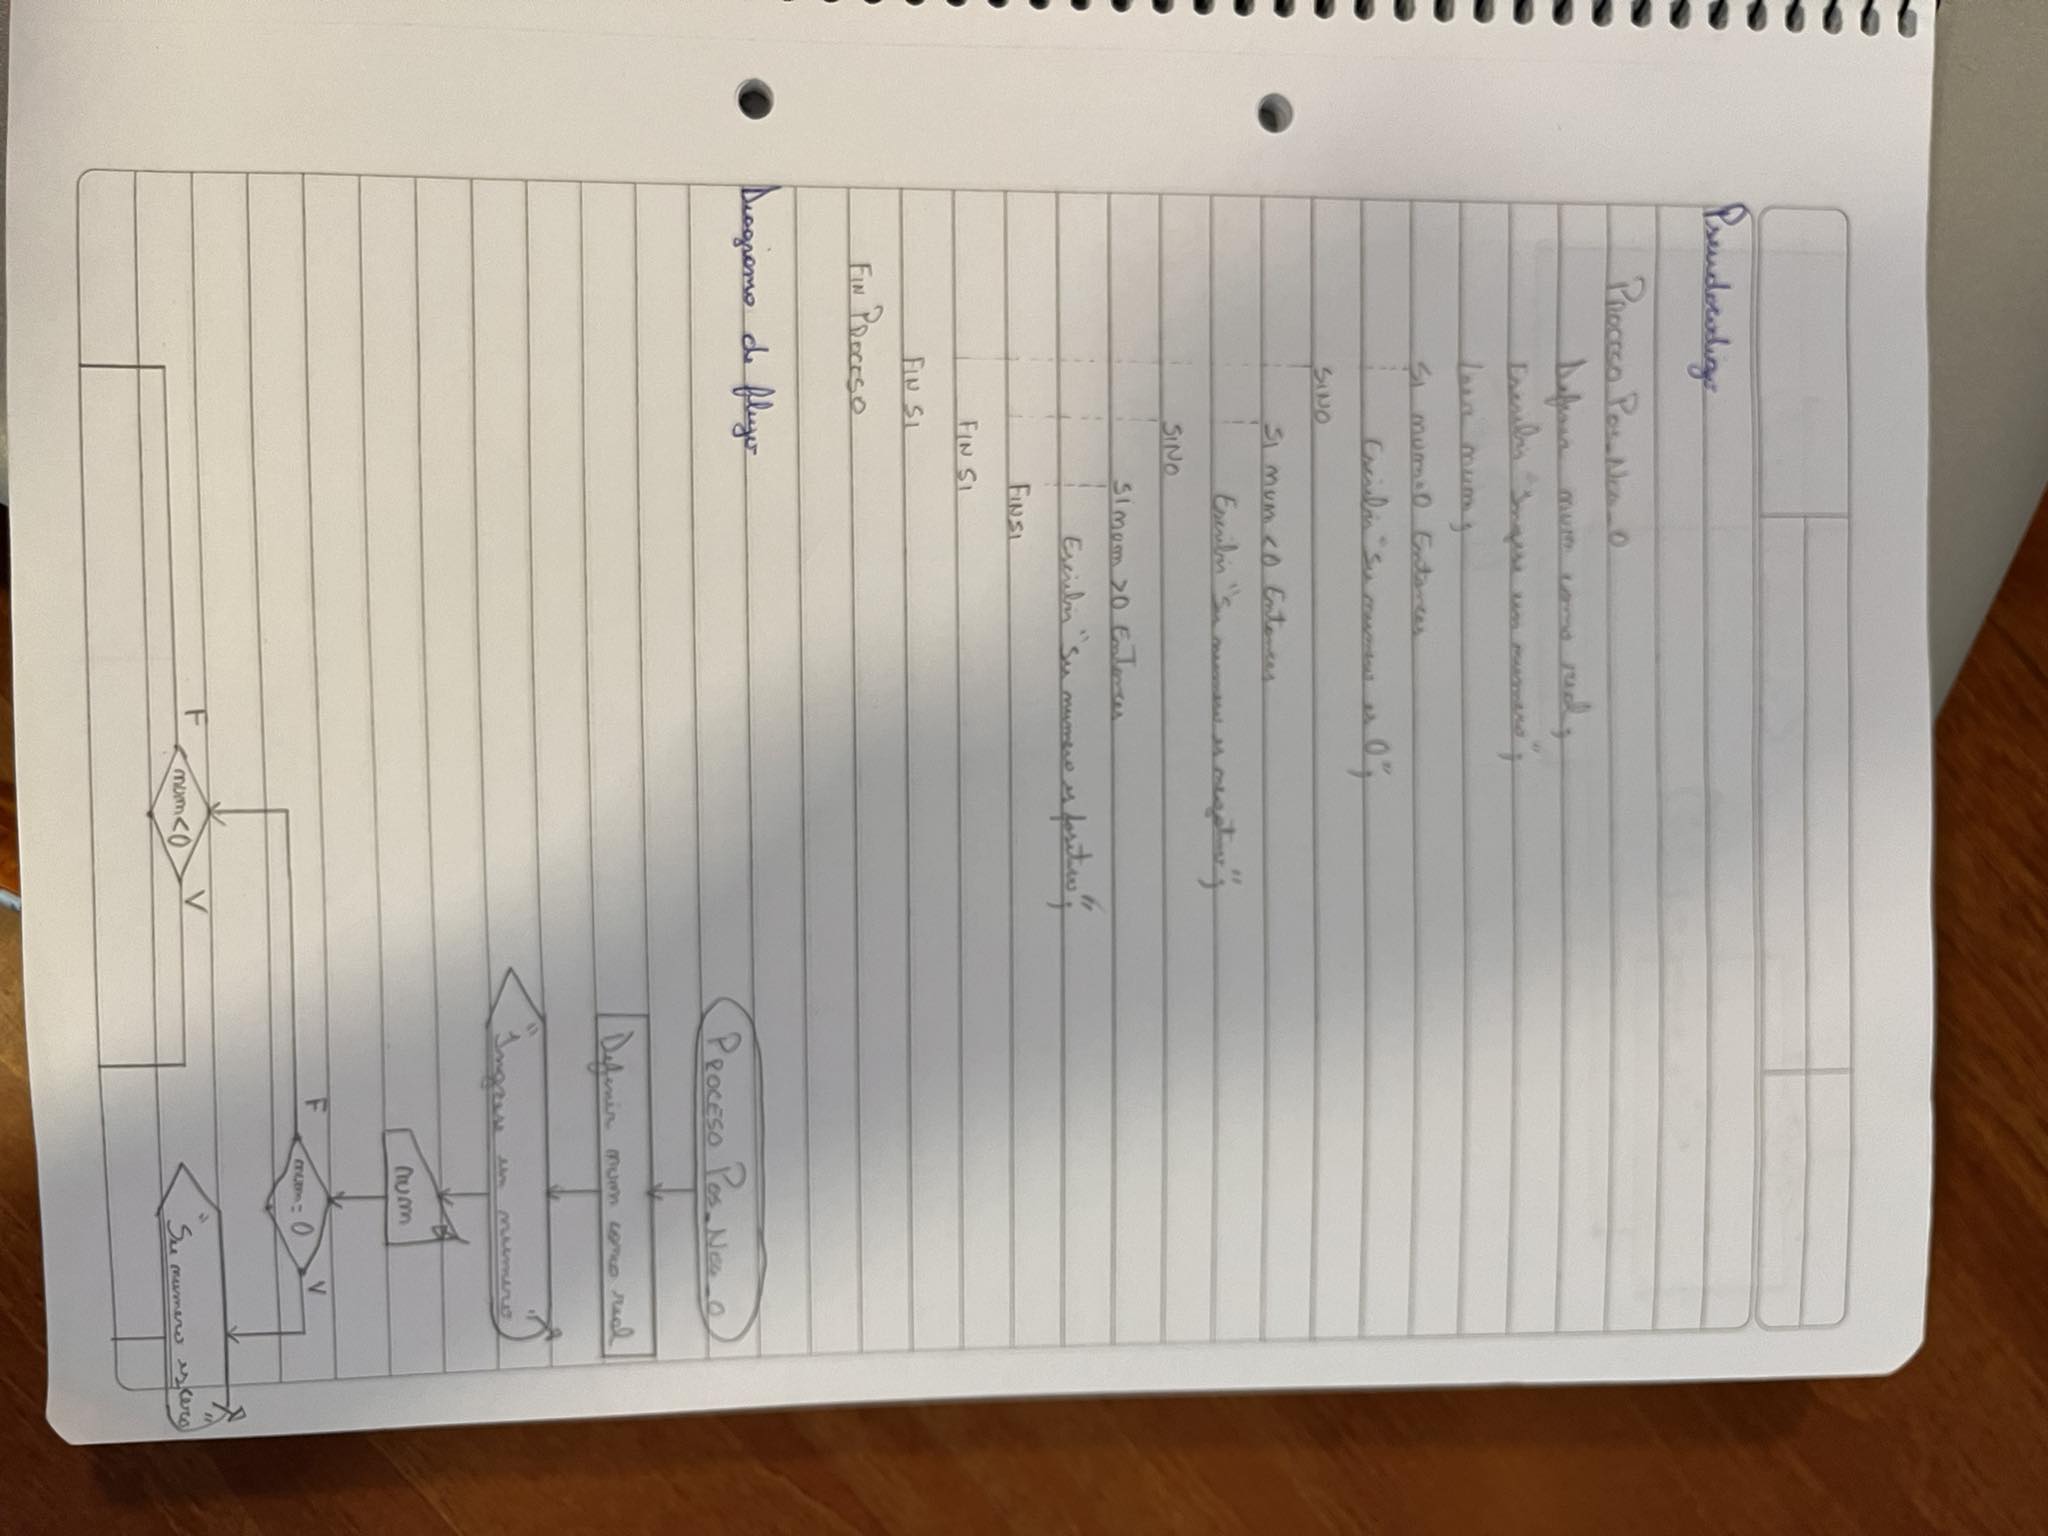 Pseudocodigo
Proceso Pos_Neg_0
Definir num como real;
Escribir "Ingrese un numero";
Leer num;
SI num=0 Entonces
Escribir "Su numero es 0";
SINO
SI num <0 Entonces
Escribir "Su numero es negativo";
SINO
SI num >0 Entonces
Escribir "Su numero es positivo";
FIN SI
FIN SI
FIN SI
FIN PROCESO
Diagrama de flujo
PROCESO Pos_Neg_0
Definir num como real
"Ingrese un numero"
num
F num=0 V
F num<0 V
"Su numero es cero"